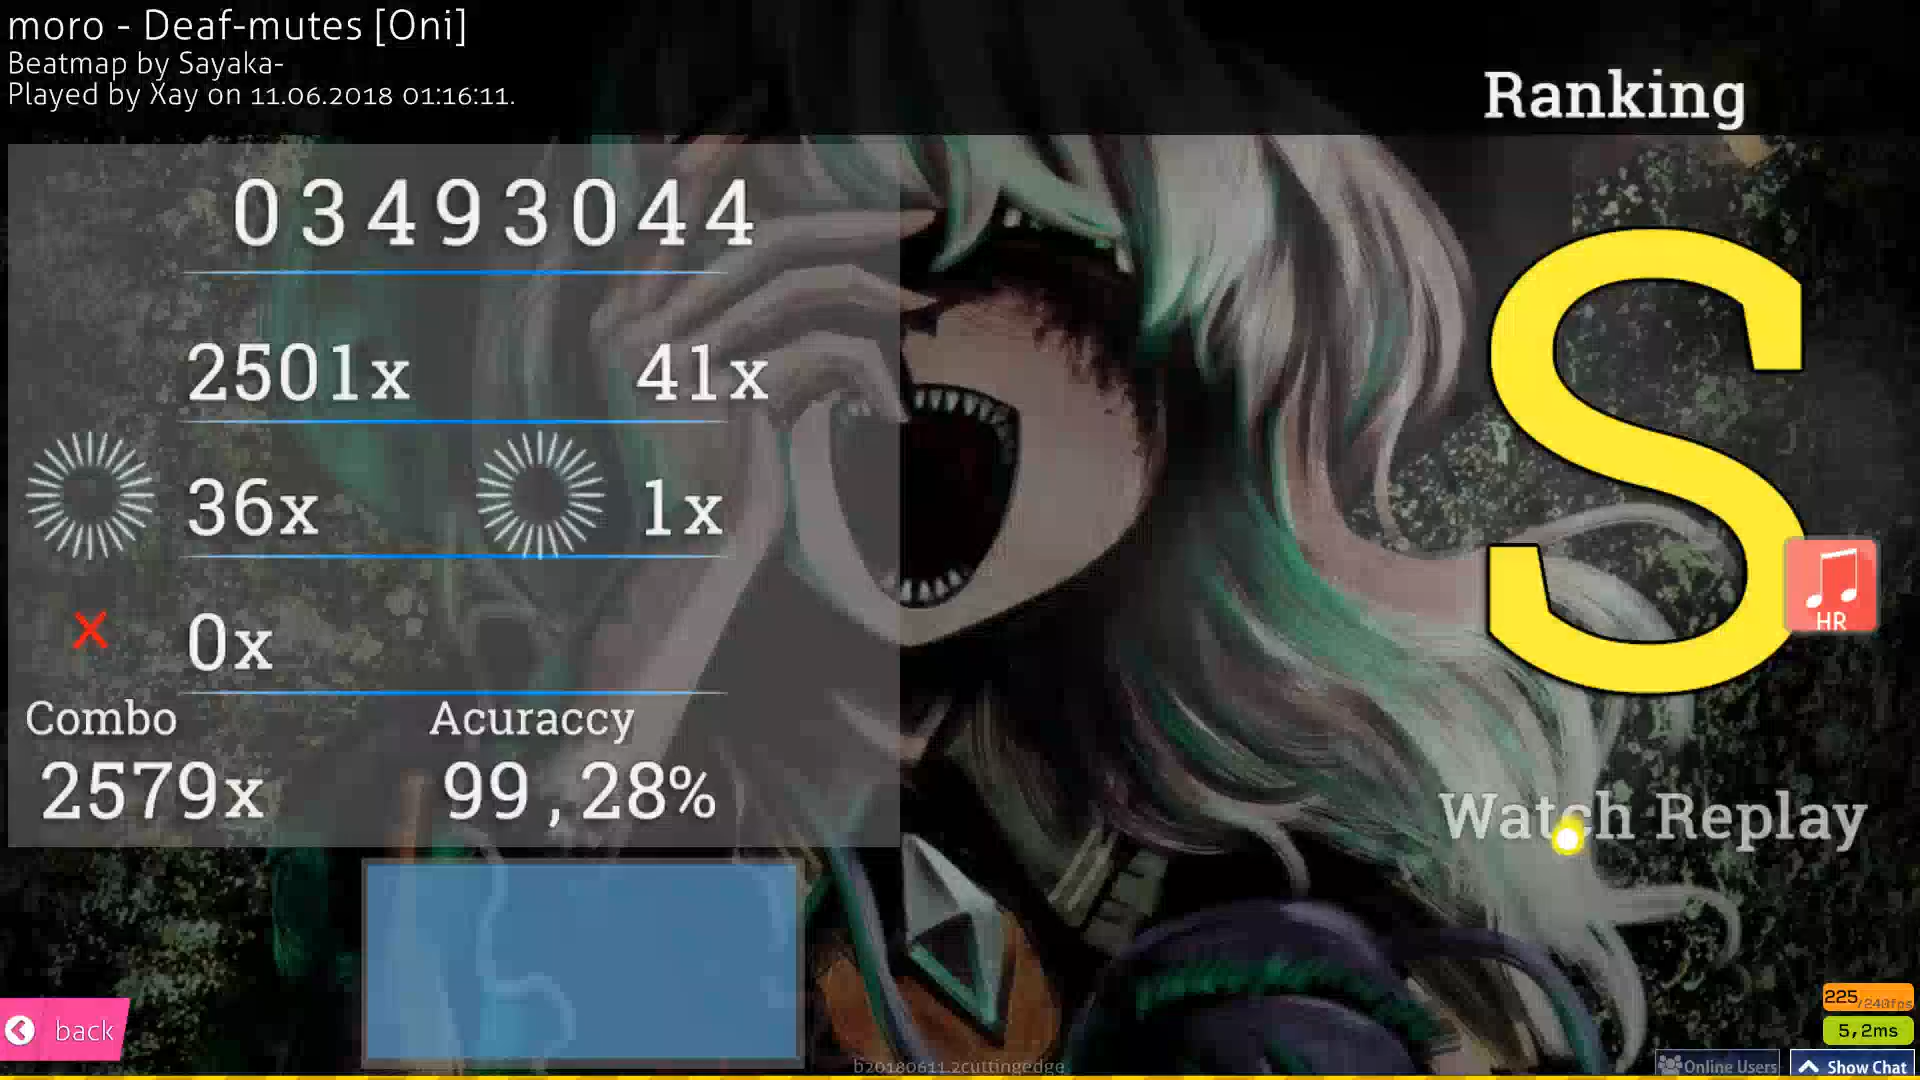 moro - Deaf-mutes [Oni]
Beatmap by Sayaka-
Played by Xay on 11.06.2018 01:16:11.
Ranking
03493044
2501x 41x
36x 1x
0x
Combo Acuraccy
2579x 99,28%
HR
Watch Replay
225/240fps
5,2ms
back
b20180611.2cuttingedge
Online Users
Show Chat